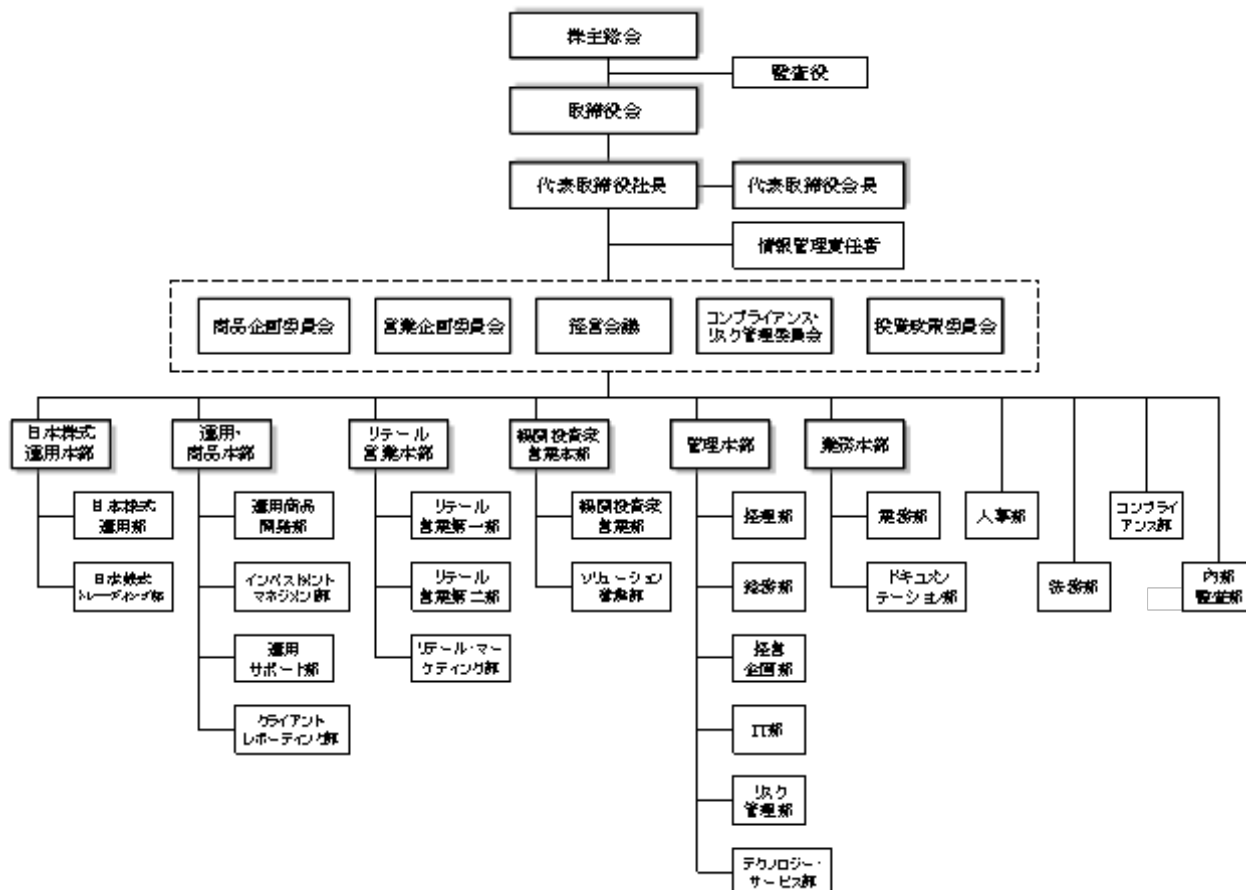 株主総会
監査役
取締役会
代表取締役社長
代表取締役会長
情報管理責任者
商品企画委員会
営業企画委員会
経営会議
コンプライアンス・
リスク管理委員会
投資政策委員会
日本株式
運用本部
運用・
商品本部
リテール
営業本部
機関投資家
営業本部
管理本部
業務本部
日本株式
運用部
日本株式
トレーディング部
運用商品
開発部
インベストメント
マネジメント部
運用
サポート部
クライアント
レポーティング部
リテール
営業第一部
リテール
営業第二部
リテール・マー
ケティング部
機関投資家
営業部
ソリューション
営業部
経理部
総務部
経営
企画部
IT部
リスク
管理部
テクノロジー・
サービス部
業務部
ドキュメン
テーション部
人事部
法務部
コンプライ
アンス部
内部
監査部